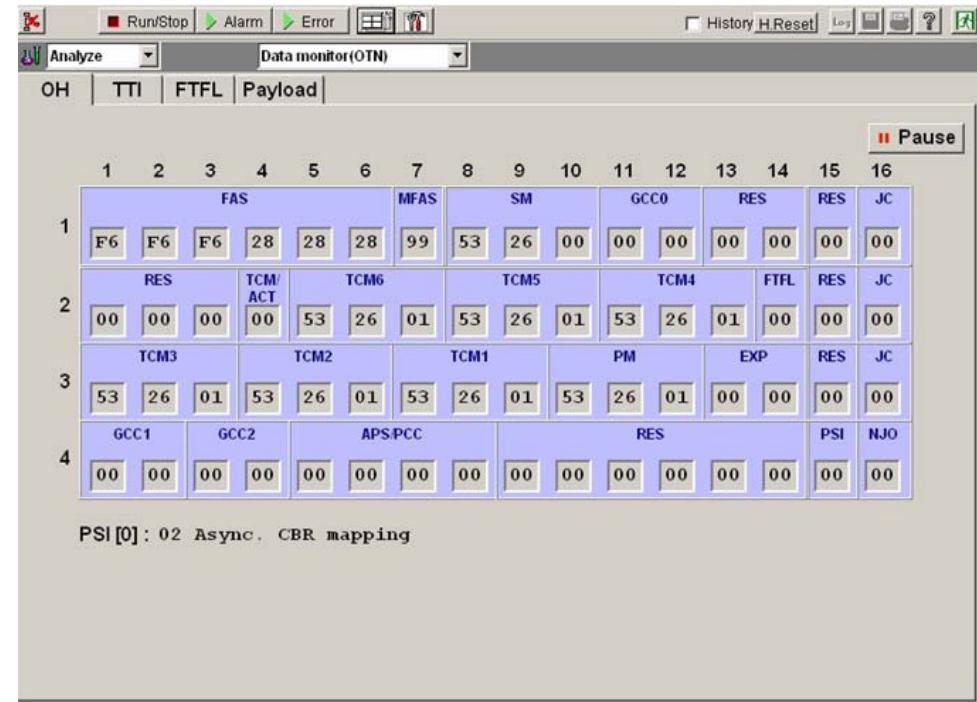 Run/Stop Alarm Error History H.Reset Log ?
Analyze Data monitor(OTN)
OH TTI FTFL Payload
Pause
1 2 3 4 5 6 7 8 9 10 11 12 13 14 15 16
FAS MFAS SM GCC0 RES RES JC
1 F6 F6 F6 28 28 28 99 53 26 00 00 00 00 00 00 00
RES TCM/ACT TCM6 TCM5 TCM4 FTFL RES JC
2 00 00 00 00 53 26 01 53 26 01 53 26 01 00 00 00
TCM3 TCM2 TCM1 PM EXP RES JC
3 53 26 01 53 26 01 53 26 01 53 26 01 00 00 00 00
GCC1 GCC2 APS/PCC RES PSI NJO
4 00 00 00 00 00 00 00 00 00 00 00 00 00 00 00 00
PSI [0] : 02 Async. CBR mapping